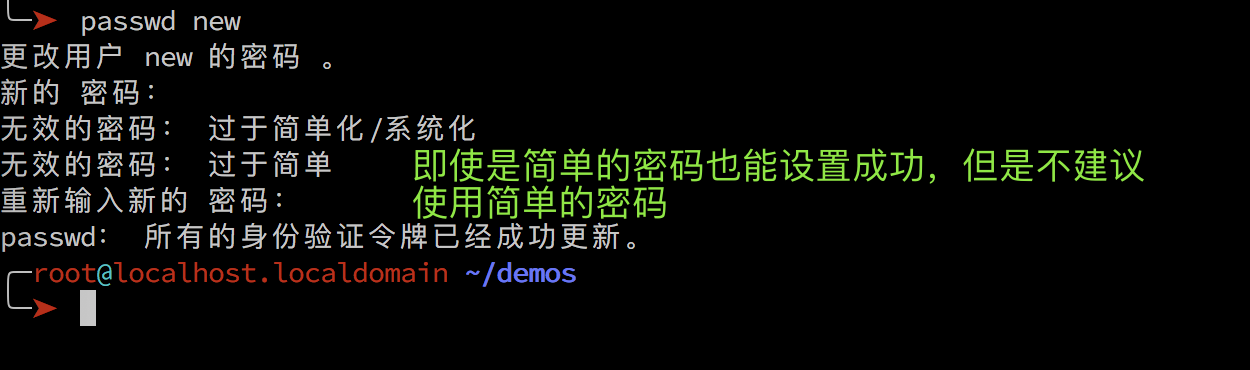 passwd new
更改用户 new 的密码 。
新的 密码：
无效的密码： 过于简单化/系统化
无效的密码： 过于简单
即使是简单的密码也能设置成功，但是不建议
使用简单的密码
重新输入新的 密码：
passwd： 所有的身份验证令牌已经成功更新。
root@localhost.localdomain ~/demos